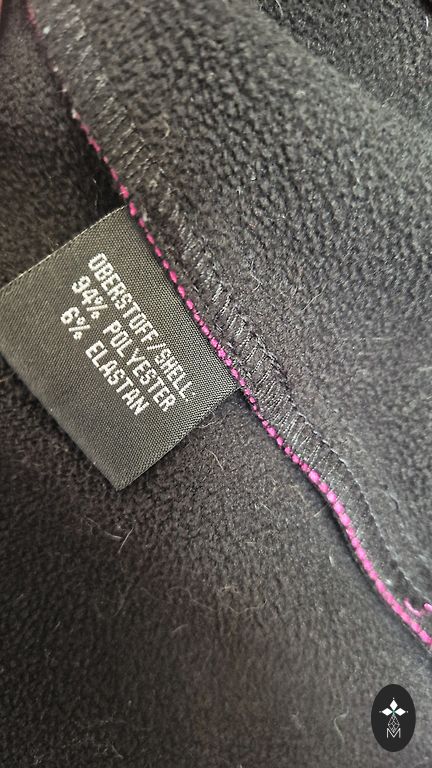 OBERSTOFF/SHELL:
94% POLYESTER
6% ELASTAN
M